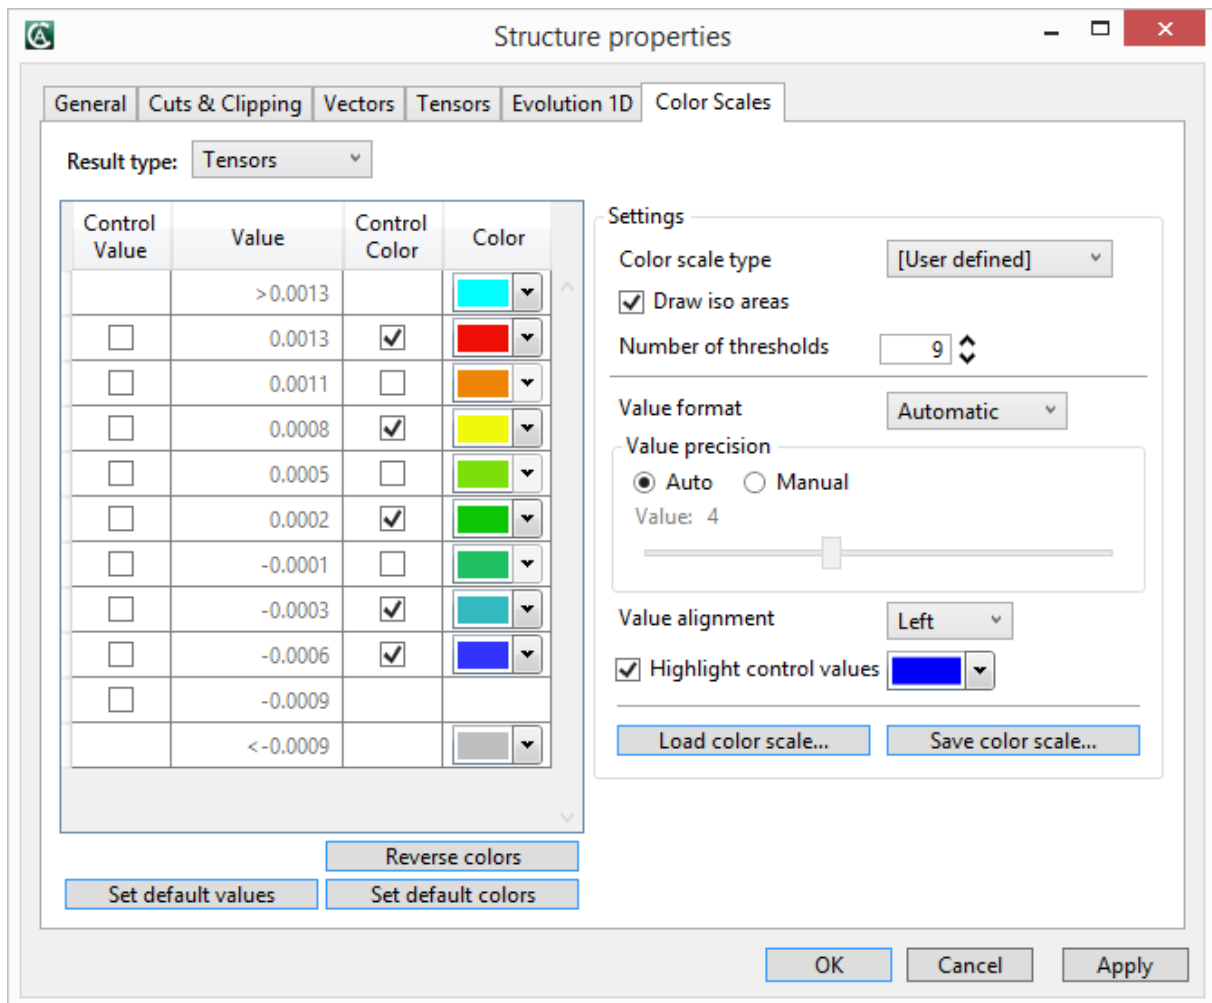 Structure properties
General Cuts & Clipping Vectors Tensors Evolution 1D Color Scales
Result type: Tensors
Control Value Value Control Color Color
>0.0013
0.0013
0.0011
0.0008
0.0005
0.0002
-0.0001
-0.0003
-0.0006
-0.0009
<-0.0009
Reverse colors
Set default values Set default colors
Settings
Color scale type [User defined]
Draw iso areas
Number of thresholds 9
Value format Automatic
Value precision
Auto Manual
Value: 4
Value alignment Left
Highlight control values
Load color scale... Save color scale...
OK Cancel Apply